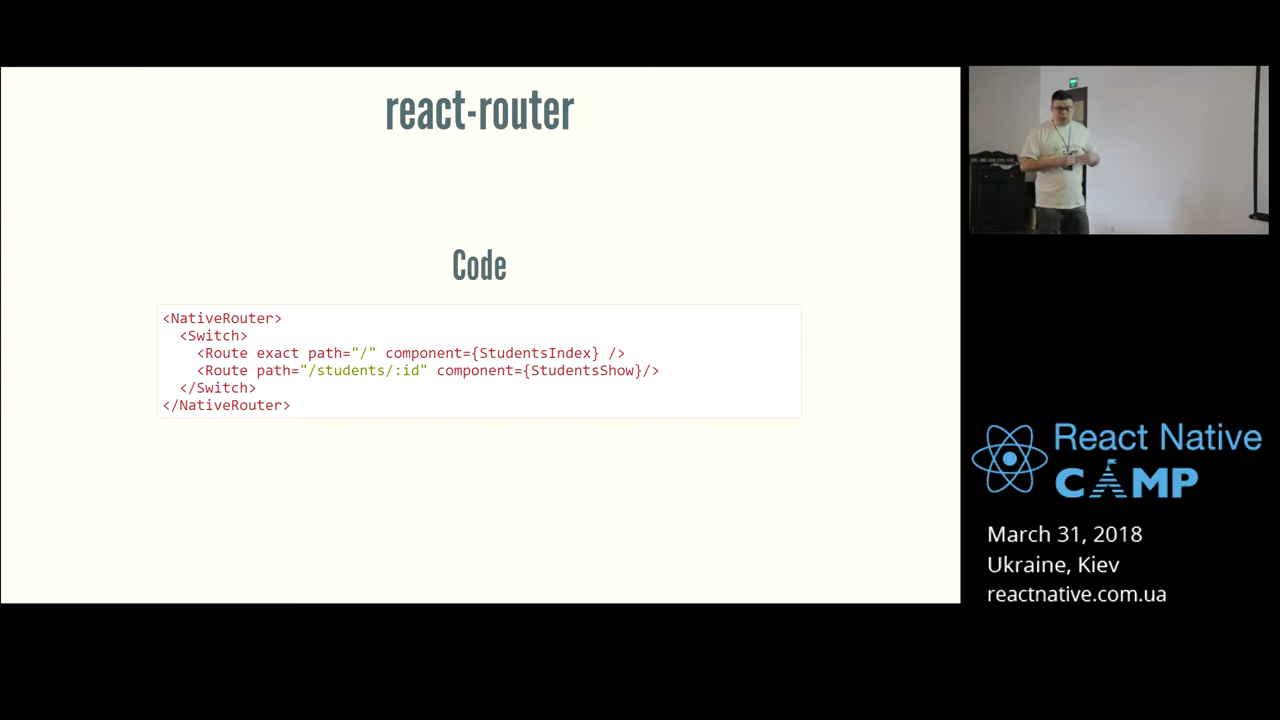 react-router
Code
<NativeRouter>
  <Switch>
    <Route exact path="/" component={StudentsIndex} />
    <Route path="/students/:id" component={StudentsShow}/>
  </Switch>
</NativeRouter>
React Native
CAMP
March 31, 2018
Ukraine, Kiev
reactnative.com.ua